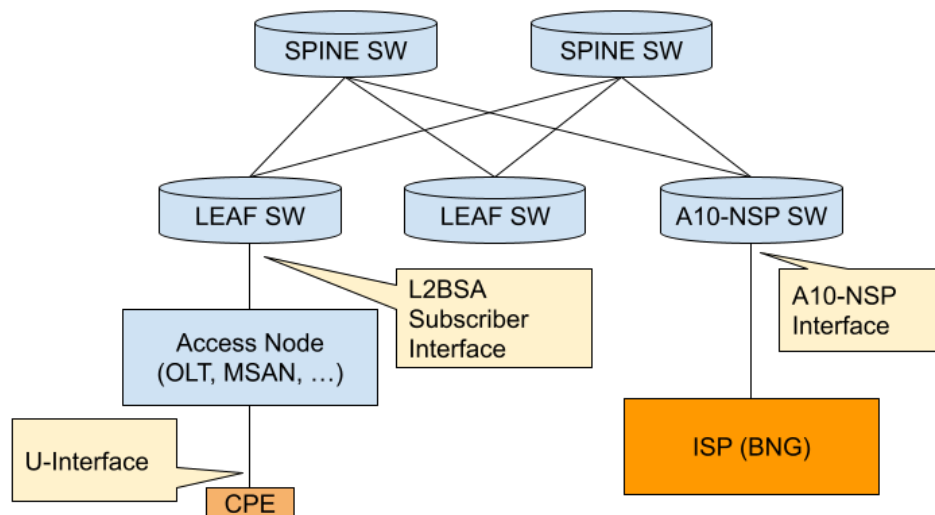 SPINE SW
SPINE SW
LEAF SW
LEAF SW
A10-NSP SW
L2BSA
Subscriber
Interface
A10-NSP
Interface
Access Node
(OLT, MSAN, …)
U-Interface
ISP (BNG)
CPE